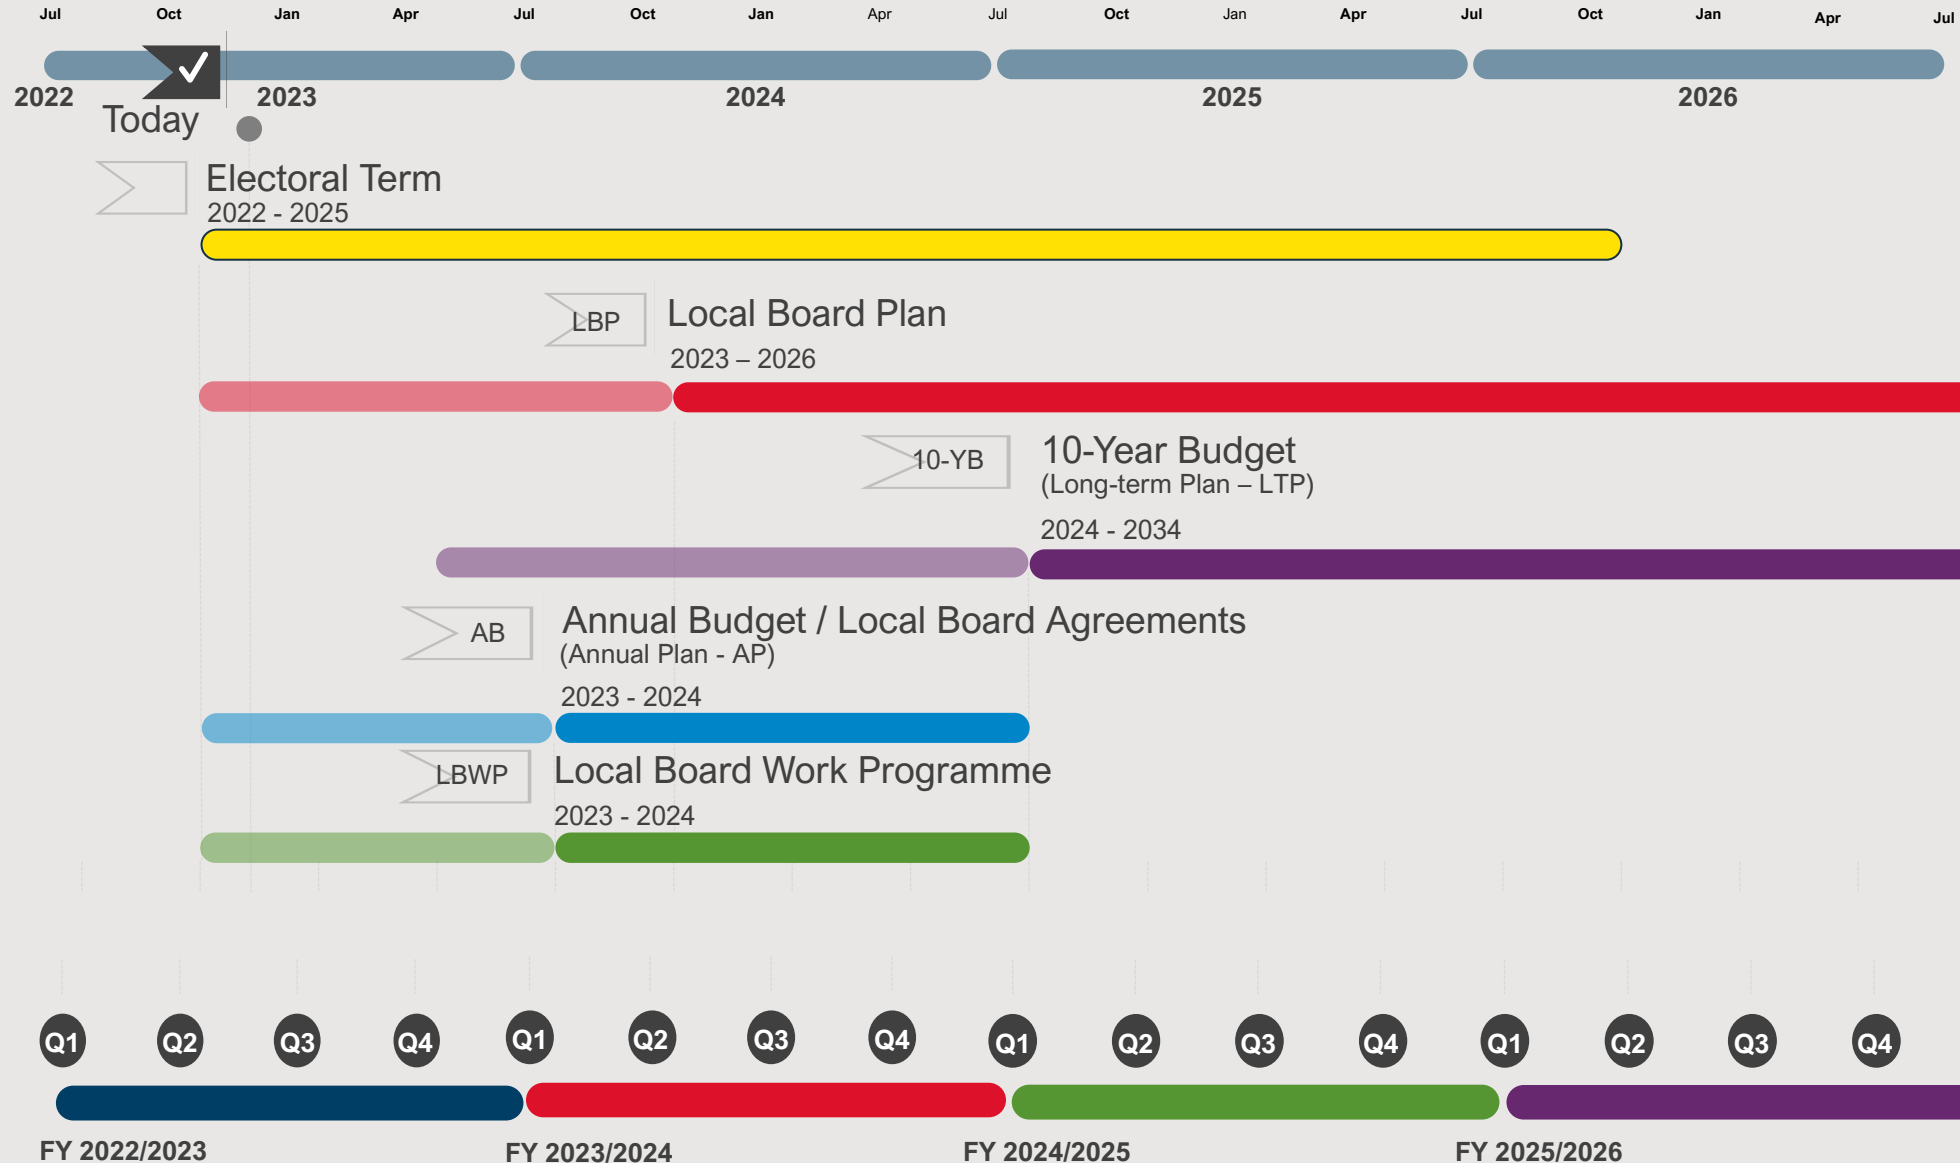 Jul Oct Jan Apr Jul Oct Jan Apr Jul Oct Jan Apr Jul Oct Jan Apr Jul
2022 2023 2024 2025 2026
Today
Electoral Term
2022 - 2025
LBP Local Board Plan
2023 – 2026
10-YB 10-Year Budget
(Long-term Plan – LTP)
2024 - 2034
AB Annual Budget / Local Board Agreements
(Annual Plan - AP)
2023 - 2024
LBWP Local Board Work Programme
2023 - 2024
Q1 Q2 Q3 Q4 Q1 Q2 Q3 Q4 Q1 Q2 Q3 Q4 Q1 Q2 Q3 Q4
FY 2022/2023 FY 2023/2024 FY 2024/2025 FY 2025/2026